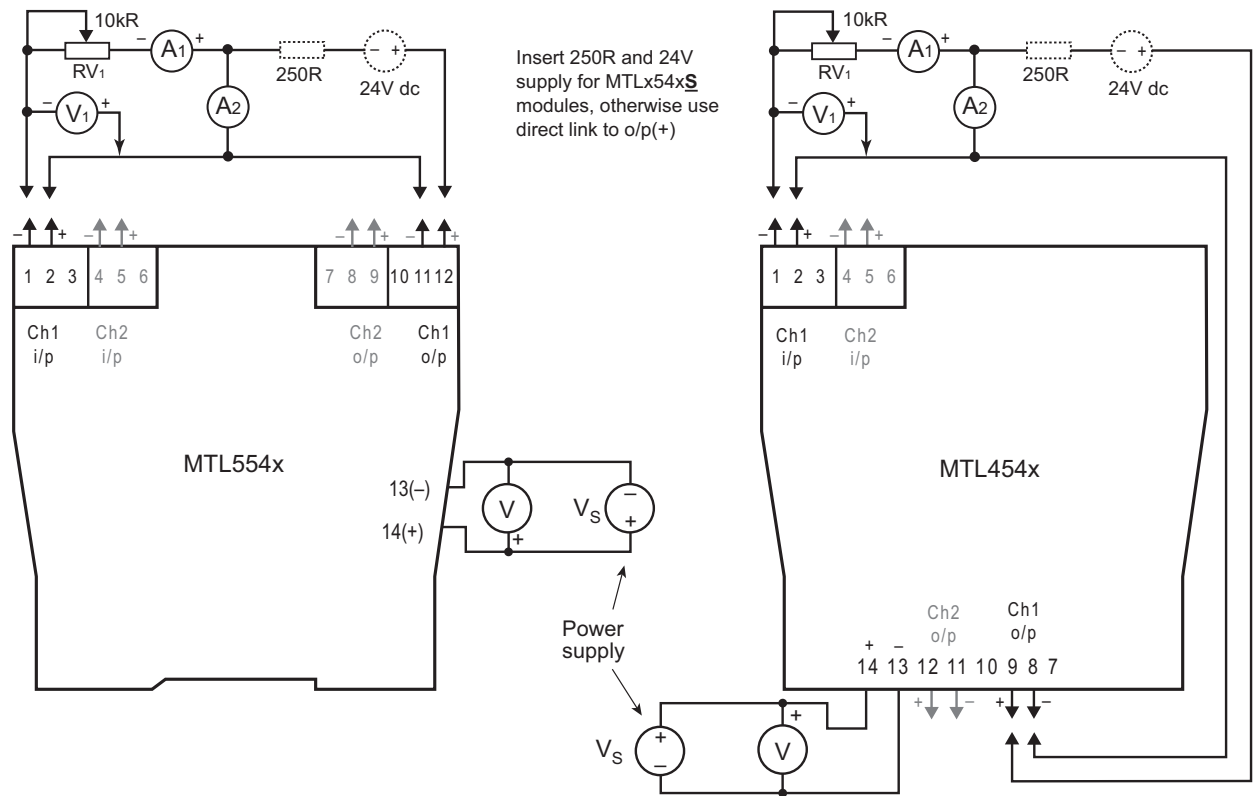 10kR
– A1 +
RV1
250R
– +
24V dc
– V1 +
A2
Insert 250R and 24V
supply for MTLx54xS
modules, otherwise use
direct link to o/p(+)
10kR
– A1 +
RV1
250R
– +
24V dc
– V1 +
A2
– + – + – + – +
1 2 3 4 5 6 7 8 9 10 11 12
Ch1 Ch2 Ch2 Ch1
i/p i/p o/p o/p
MTL554x
13(–)
14(+)
V
+
VS
–
+
Power
supply
– + – +
1 2 3 4 5 6
Ch1 Ch2
i/p i/p
MTL454x
Ch2 Ch1
o/p o/p
+ –
14 13 12 11 10 9 8 7
+ – + –
VS
+
–
V
+